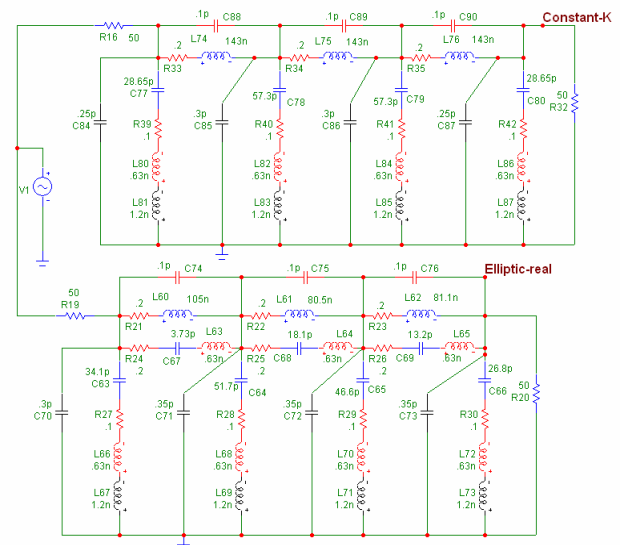 .1p C88
.1p C89
.1p C90
Constant-K
R16 50
L74
.2 143n
R33
L75
.2 143n
R34
L76
.2 143n
R35
28.65p
C77
57.3p C78
57.3p
C79
28.65p
C80
50
R32
.25p
C84
.3p
C85
.3p
C86
.25p
C87
R39
.1
R40
.1
R41
.1
R42
.1
V1
L80
.63n
L82
.63n
L84
.63n
L86
.63n
L81
1.2n
L83
1.2n
L85
1.2n
L87
1.2n
.1p C74
.1p C75
.1p C76
Elliptic-real
50
R19
.2 L60 105n
R21
.2 L61 80.5n
R22
.2 L62 81.1n
R23
3.73p L63
R24 C67 .63n
.2
18.1p L64
R25 C68 .63n
.2
13.2p L65
R26 C69 .63n
.2
34.1p
C63
51.7p
C64
46.6p
C65
26.8p
C66
50
R20
.3p
C70
.35p
C71
.35p
C72
.35p
C73
R27
.1
R28
.1
R29
.1
R30
.1
L66
.63n
L68
.63n
L70
.63n
L72
.63n
L67
1.2n
L69
1.2n
L71
1.2n
L73
1.2n